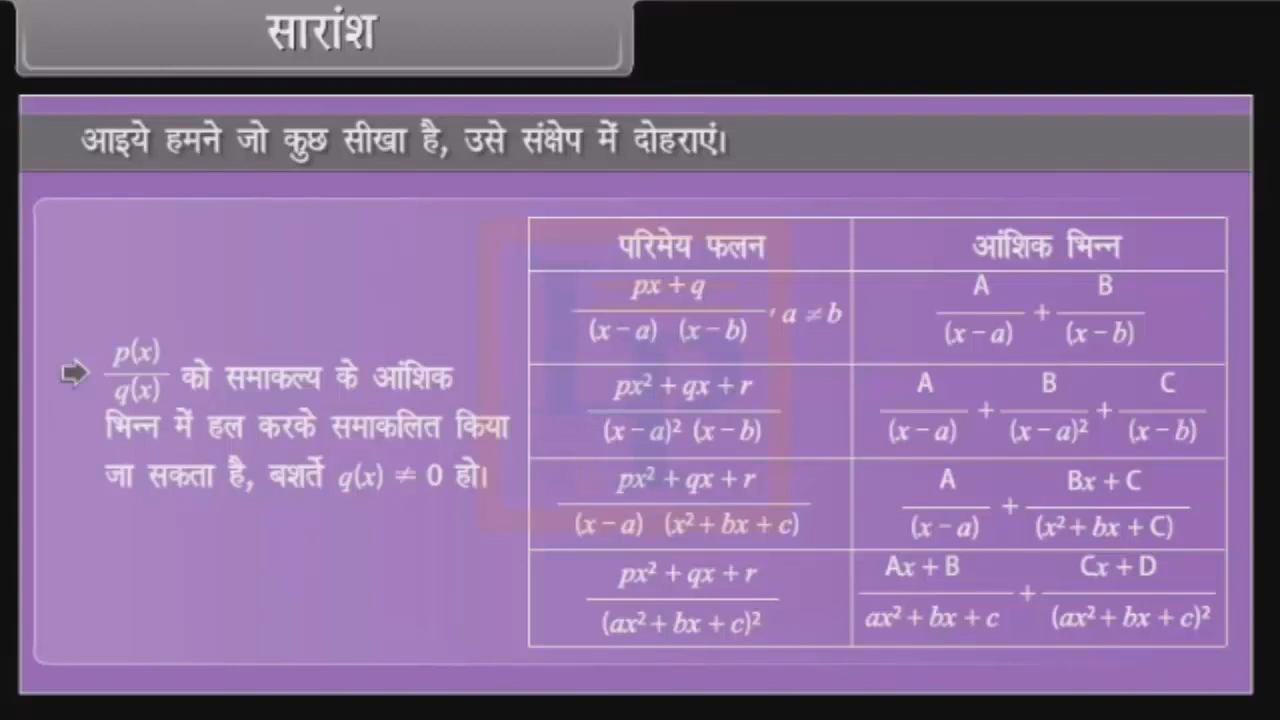 सारांश
आइये हमने जो कुछ सीखा है, उसे संक्षेप में दोहराएं।
p(x)/q(x) को समाकल्य के आंशिक
भिन्न में हल करके समाकलित किया
जा सकता है, बशर्ते q(x) ≠ 0 हो।
परिमेय फलन आंशिक भिन्न
px + q / (x – a) (x – b) , a ≠ b A / (x – a) + B / (x – b)
px² + qx + r / (x – a)² (x – b) A / (x – a) + B / (x – a)² + C / (x – b)
px² + qx + r / (x – a) (x² + bx + c) A / (x – a) + Bx + C / (x² + bx + C)
px² + qx + r / (ax² + bx + c)² Ax + B / ax² + bx + c + Cx + D / (ax² + bx + c)²